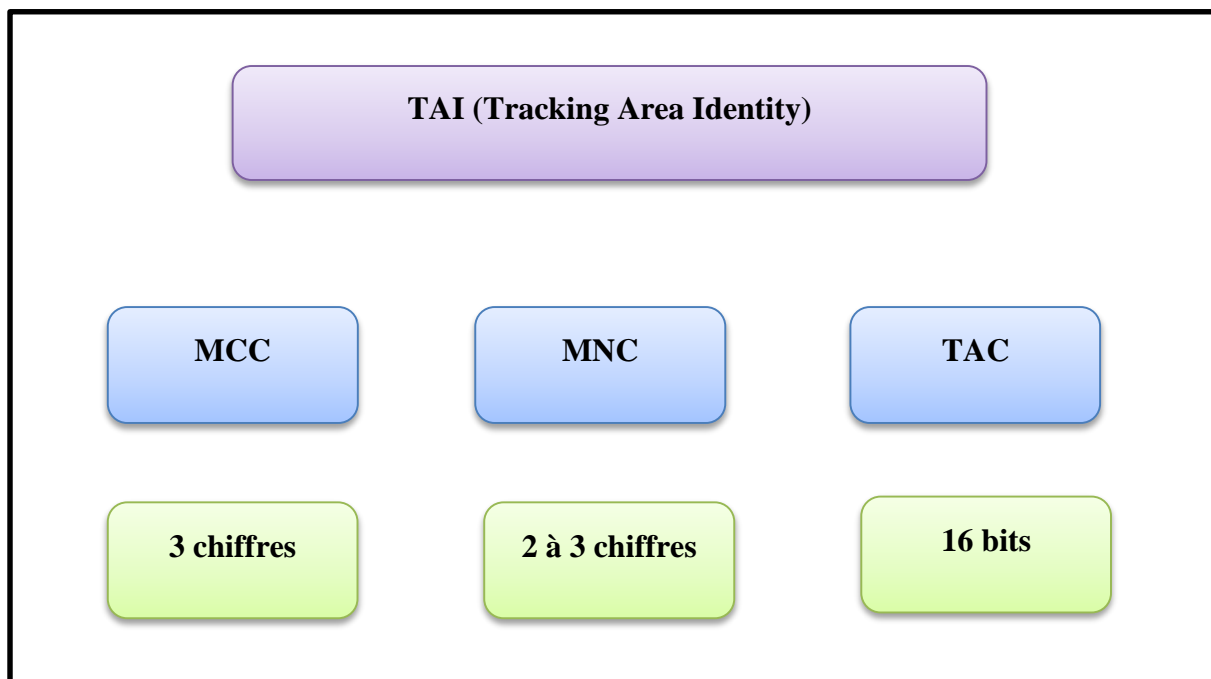 TAI (Tracking Area Identity)
MCC
MNC
TAC
3 chiffres
2 à 3 chiffres
16 bits